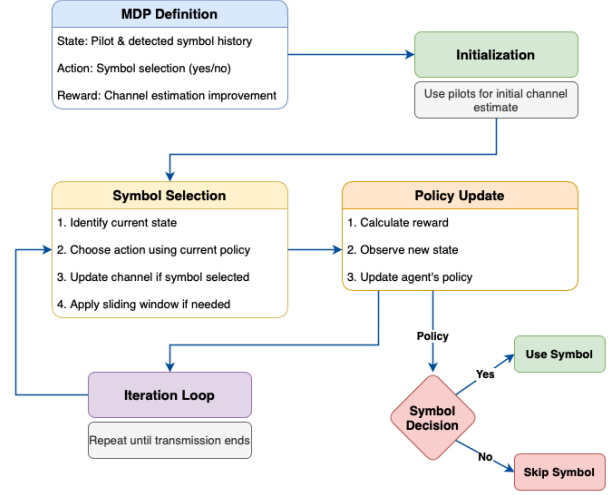 MDP Definition
State: Pilot & detected symbol history
Action: Symbol selection (yes/no)
Reward: Channel estimation improvement
Initialization
Use pilots for initial channel
estimate
Symbol Selection
1. Identify current state
2. Choose action using current policy
3. Update channel if symbol selected
4. Apply sliding window if needed
Policy Update
1. Calculate reward
2. Observe new state
3. Update agent's policy
Policy
Iteration Loop
Repeat until transmission ends
Symbol
Decision
Yes
Use Symbol
No
Skip Symbol